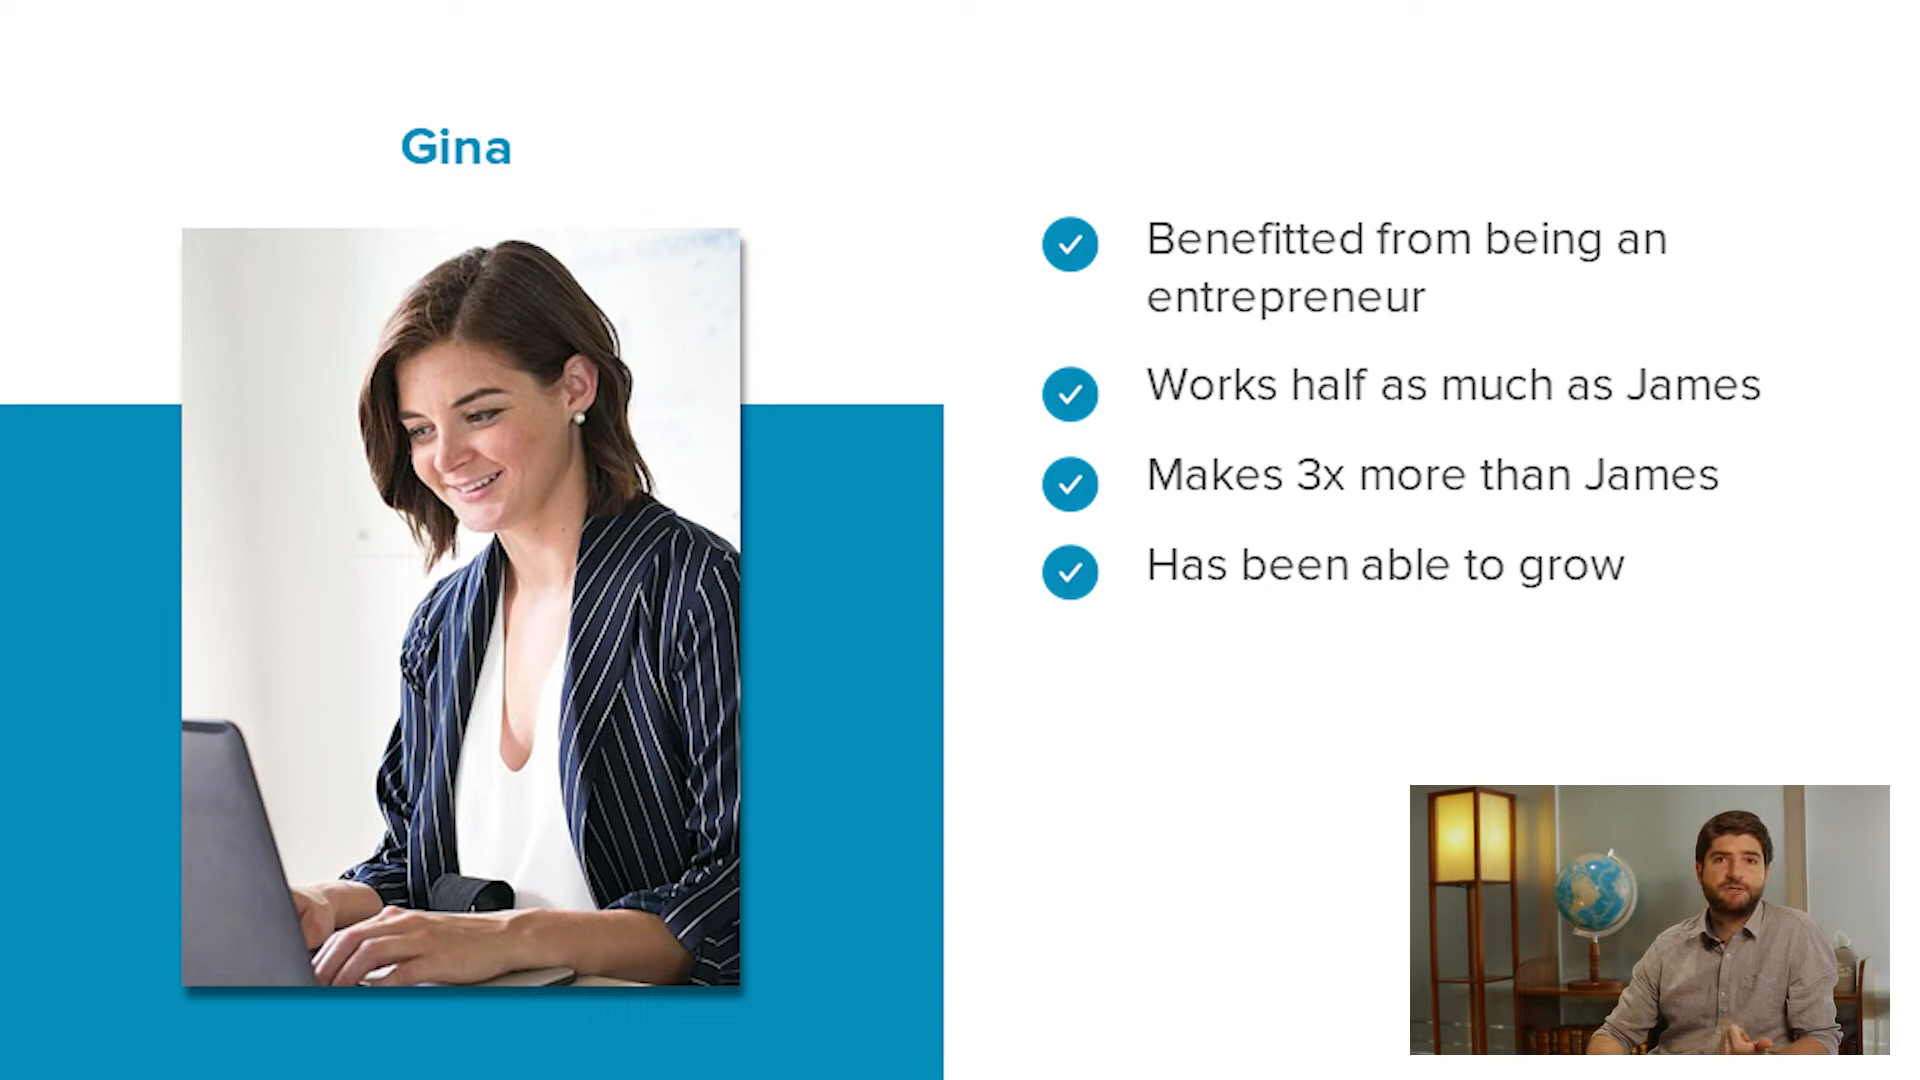 Gina
Benefitted from being an
entrepreneur
Works half as much as James
Makes 3x more than James
Has been able to grow